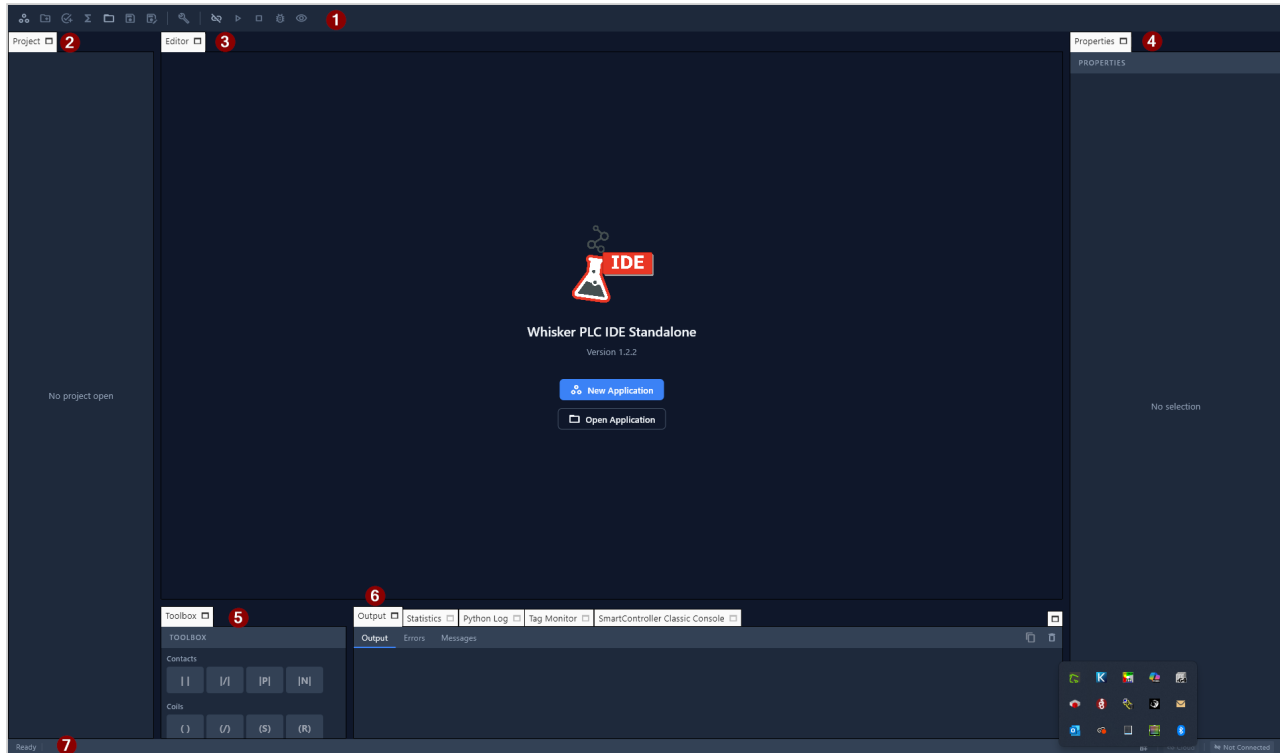 1
Project
2
Editor
3
Properties
4
PROPERTIES
IDE
Whisker PLC IDE Standalone
Version 1.2.2
New Application
Open Application
No project open
No selection
Toolbox
5
6
Output
Statistics
Python Log
Tag Monitor
SmartController Classic Console
TOOLBOX
Output
Errors
Messages
Contacts
| |
|/|
|P|
|N|
Coils
( )
(/)
(S)
(R)
Ready
7
Not Connected